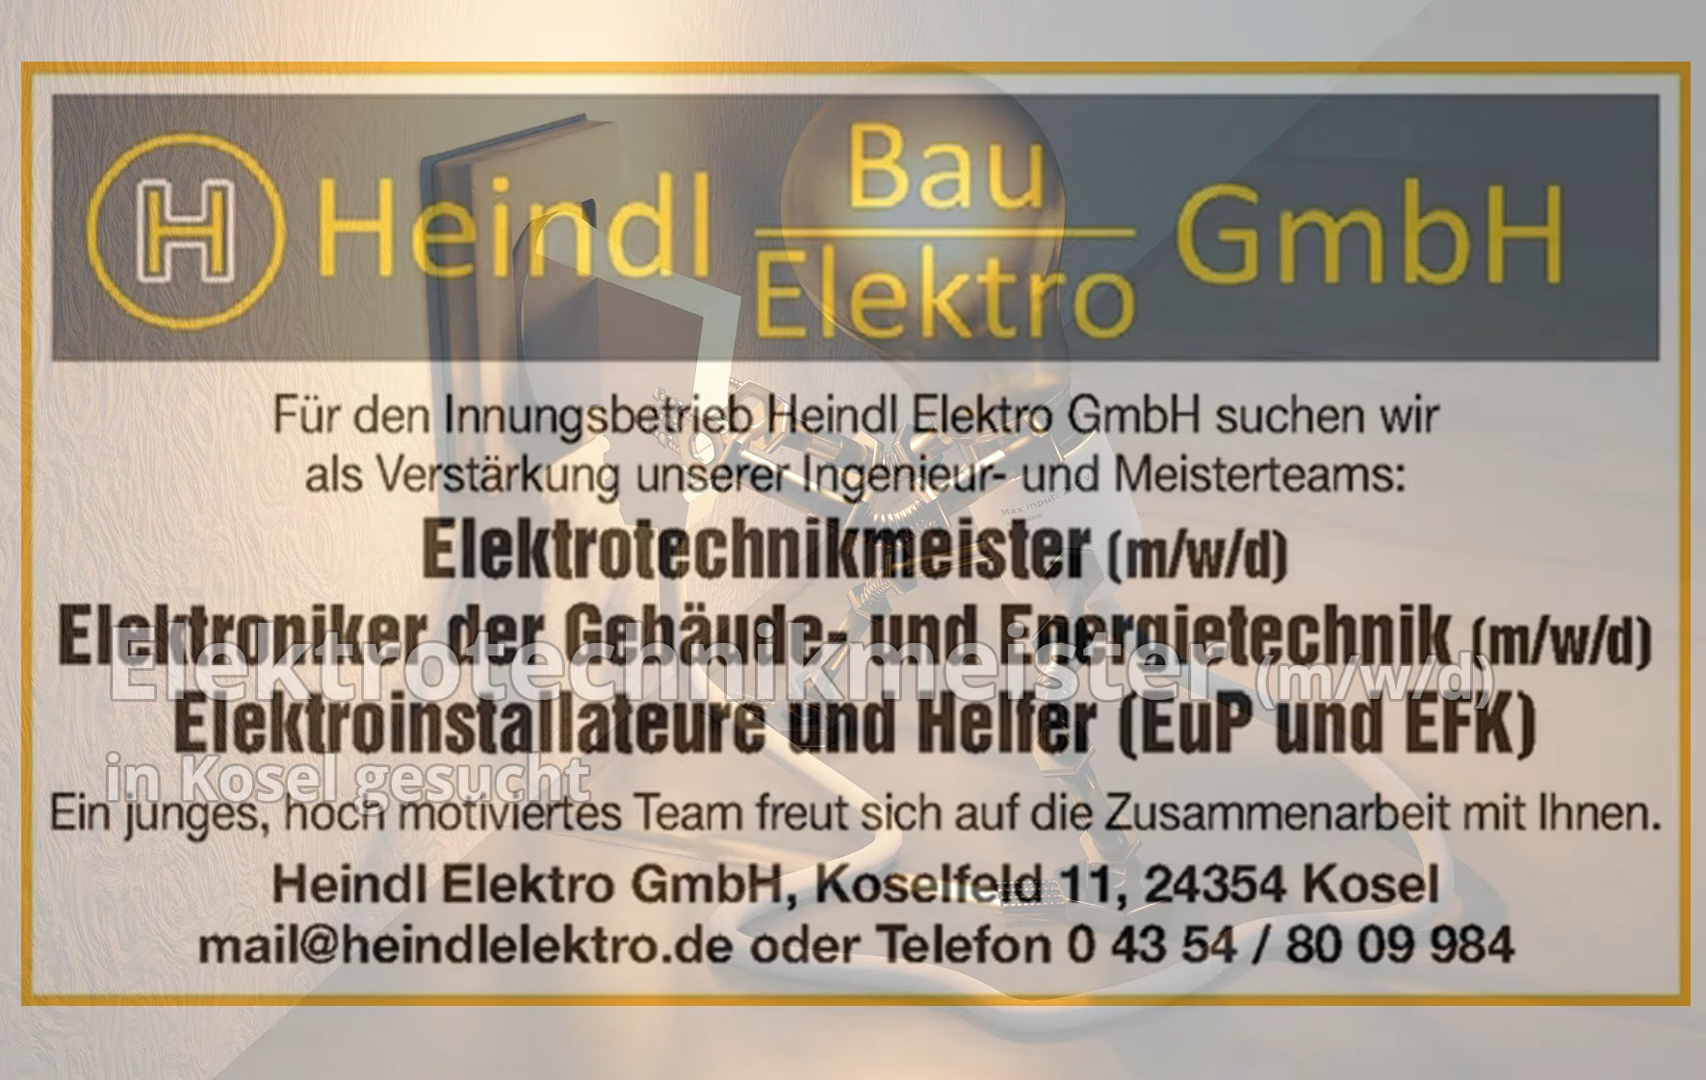 H Heindl Bau Elektro GmbH
Für den Innungsbetrieb Heindl Elektro GmbH suchen wir
als Verstärkung unserer Ingenieur- und Meisterteams:
Max input:
Elektrotechnikmeister (m/w/d)
Elektroniker der Gebäude- und Energietechnik (m/w/d)
Elektrotechnikmeister (m/w/d)
Elektroinstallateure und Helfer (EuP und EFK)
in Kosel gesucht
Ein junges, hoch motiviertes Team freut sich auf die Zusammenarbeit mit Ihnen.
Heindl Elektro GmbH, Koselfeld 11, 24354 Kosel
mail@heindlelektro.de oder Telefon 0 43 54 / 80 09 984